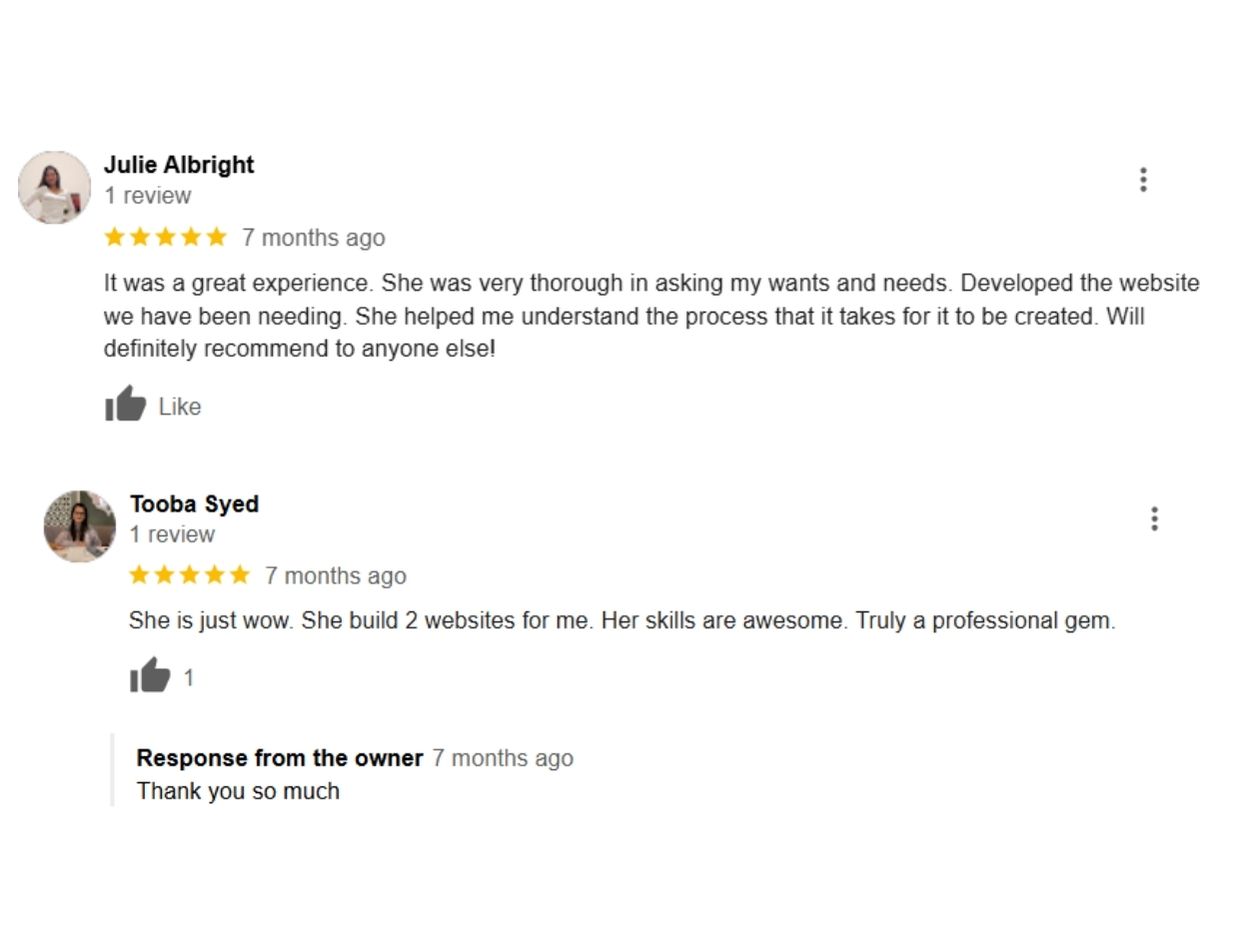 Julie Albright
1 review
7 months ago
It was a great experience. She was very thorough in asking my wants and needs. Developed the website
we have been needing. She helped me understand the process that it takes for it to be created. Will
definitely recommend to anyone else!
Like
Tooba Syed
1 review
7 months ago
She is just wow. She build 2 websites for me. Her skills are awesome. Truly a professional gem.
1
Response from the owner 7 months ago
Thank you so much